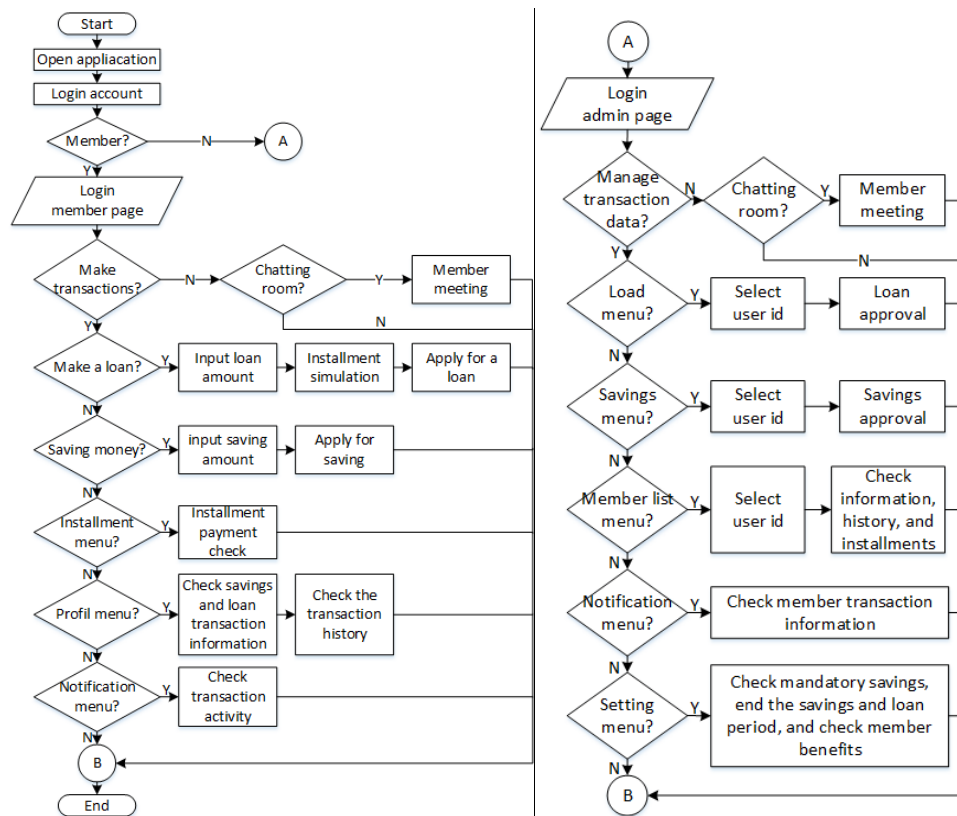 Start
Open appliacation
Login account
Member?
N
A
Y
Login
member page
Make
transactions?
N
Chatting
room?
Y
Member
meeting
N
Y
Make a loan?
Y
Input loan
amount
Installment
simulation
Apply for a
loan
N
Saving money?
Y
input saving
amount
Apply for
saving
N
Installment
menu?
Y
Installment
payment
check
N
Profil menu?
Y
Check savings
and loan
transaction
information
Check the
transaction
history
N
Notification
menu?
Y
Check
transaction
activity
N
B
End
A
Login
admin page
Manage
transaction
data?
N
Chatting
room?
Y
Member
meeting
N
Y
Load
menu?
Y
Select
user id
Loan
approval
N
Savings
menu?
Y
Select
user id
Savings
approval
N
Member list
menu?
Y
Select
user id
Check
information,
history, and
installments
N
Notification
menu?
Y
Check member transaction
information
N
Setting
menu?
Y
Check mandatory savings,
end the savings and loan
period, and check member
benefits
N
B